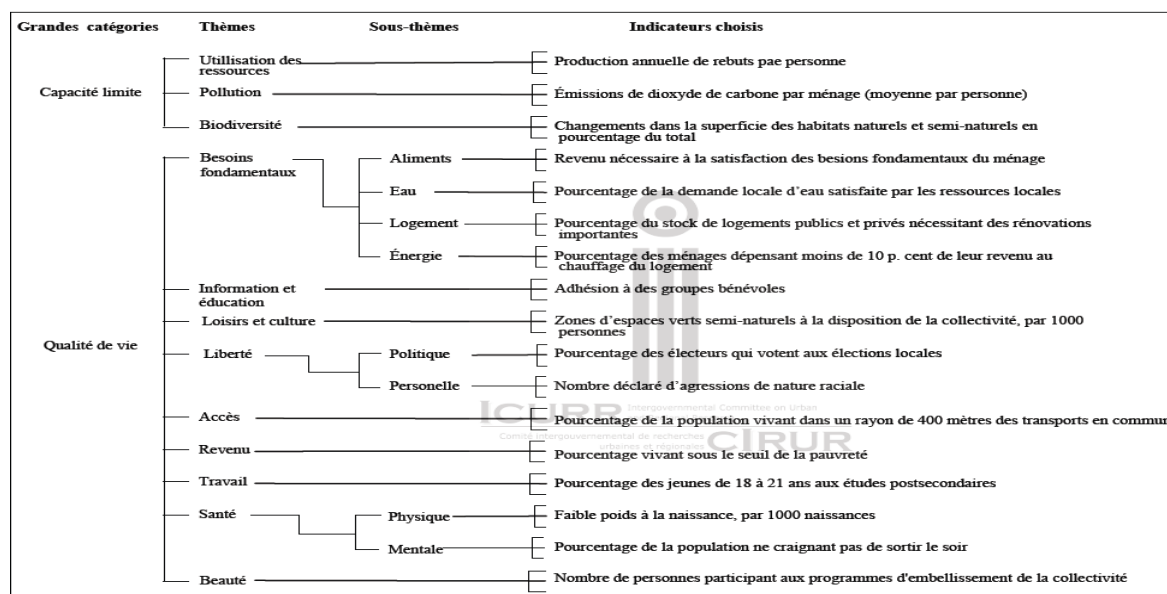 Grandes catégories Thèmes Sous-thèmes Indicateurs choisis
Utillisation des ressources Production annuelle de rebuts pae personne
Capacité limite Pollution Émissions de dioxyde de carbone par ménage (moyenne par personne)
Biodiversité Changements dans la superficie des habitats naturels et semi-naturels en
pourcentage du total
Besoins fondamentaux Aliments Revenu nécessaire à la satisfaction des besions fondamentaux du ménage
Eau Pourcentage de la demande locale d'eau satisfaite par les ressources locales
Logement Pourcentage du stock de logements publics et privés nécessitant des rénovations
importantes
Énergie Pourcentage des ménages dépensant moins de 10 p. cent de leur revenu au
chauffage du logement
Information et éducation Adhésion à des groupes bénévoles
Loisirs et culture Zones d'espaces verts semi-naturels à la disposition de la collectivité, par 1000
personnes
Qualité de vie Liberté Politique Pourcentage des électeurs qui votent aux élections locales
Personelle Nombre déclaré d'agressions de nature raciale
ICURR Intergovernmental Committee on Urban
Accès Pourcentage de la population vivant dans un rayon de 400 mètres des transports en commun
Comité intergouvernemental de recherches
urbaines et régionales CIRUR
Revenu Pourcentage vivant sous le seuil de la pauvreté
Travail Pourcentage des jeunes de 18 à 21 ans aux études postsecondaires
Santé Physique Faible poids à la naissance, par 1000 naissances
Mentale Pourcentage de la population ne craignant pas de sortir le soir
Beauté Nombre de personnes participant aux programmes d'embellissement de la collectivité